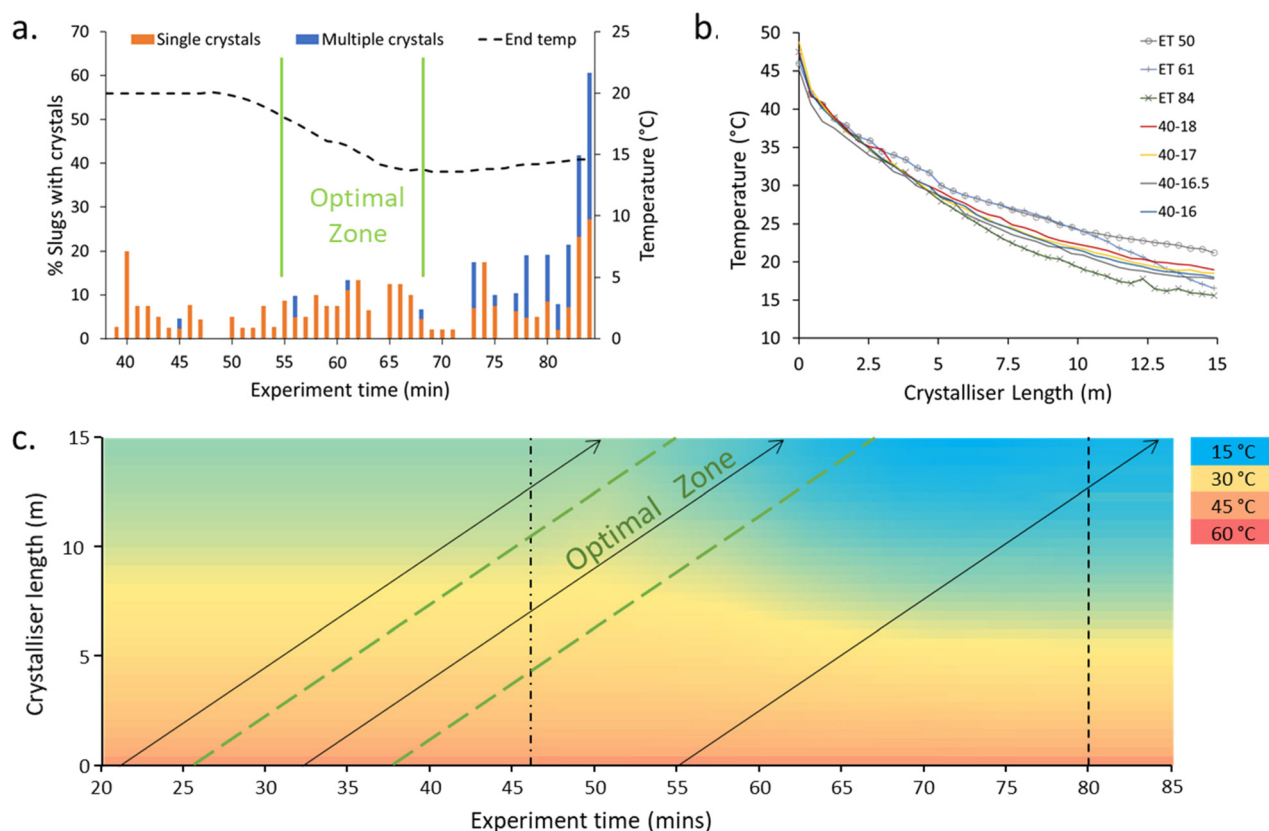 a.
Single crystals
Multiple crystals
End temp
% Slugs with crystals
70
60
50
40
30
20
10
0
25
20
15
10
5
0
Temperature (°C)
Optimal
Zone
40 45 50 55 60 65 70 75 80
Experiment time (min)
b.
Temperature (°C)
50
45
40
35
30
25
20
15
10
0 2.5 5 7.5 10 12.5 15
Crystalliser Length (m)
ET 50
ET 61
ET 84
40-18
40-17
40-16.5
40-16
c.
Crystalliser length (m)
15
10
5
0
Optimal Zone
20 25 30 35 40 45 50 55 60 65 70 75 80 85
Experiment time (mins)
15 °C
30 °C
45 °C
60 °C